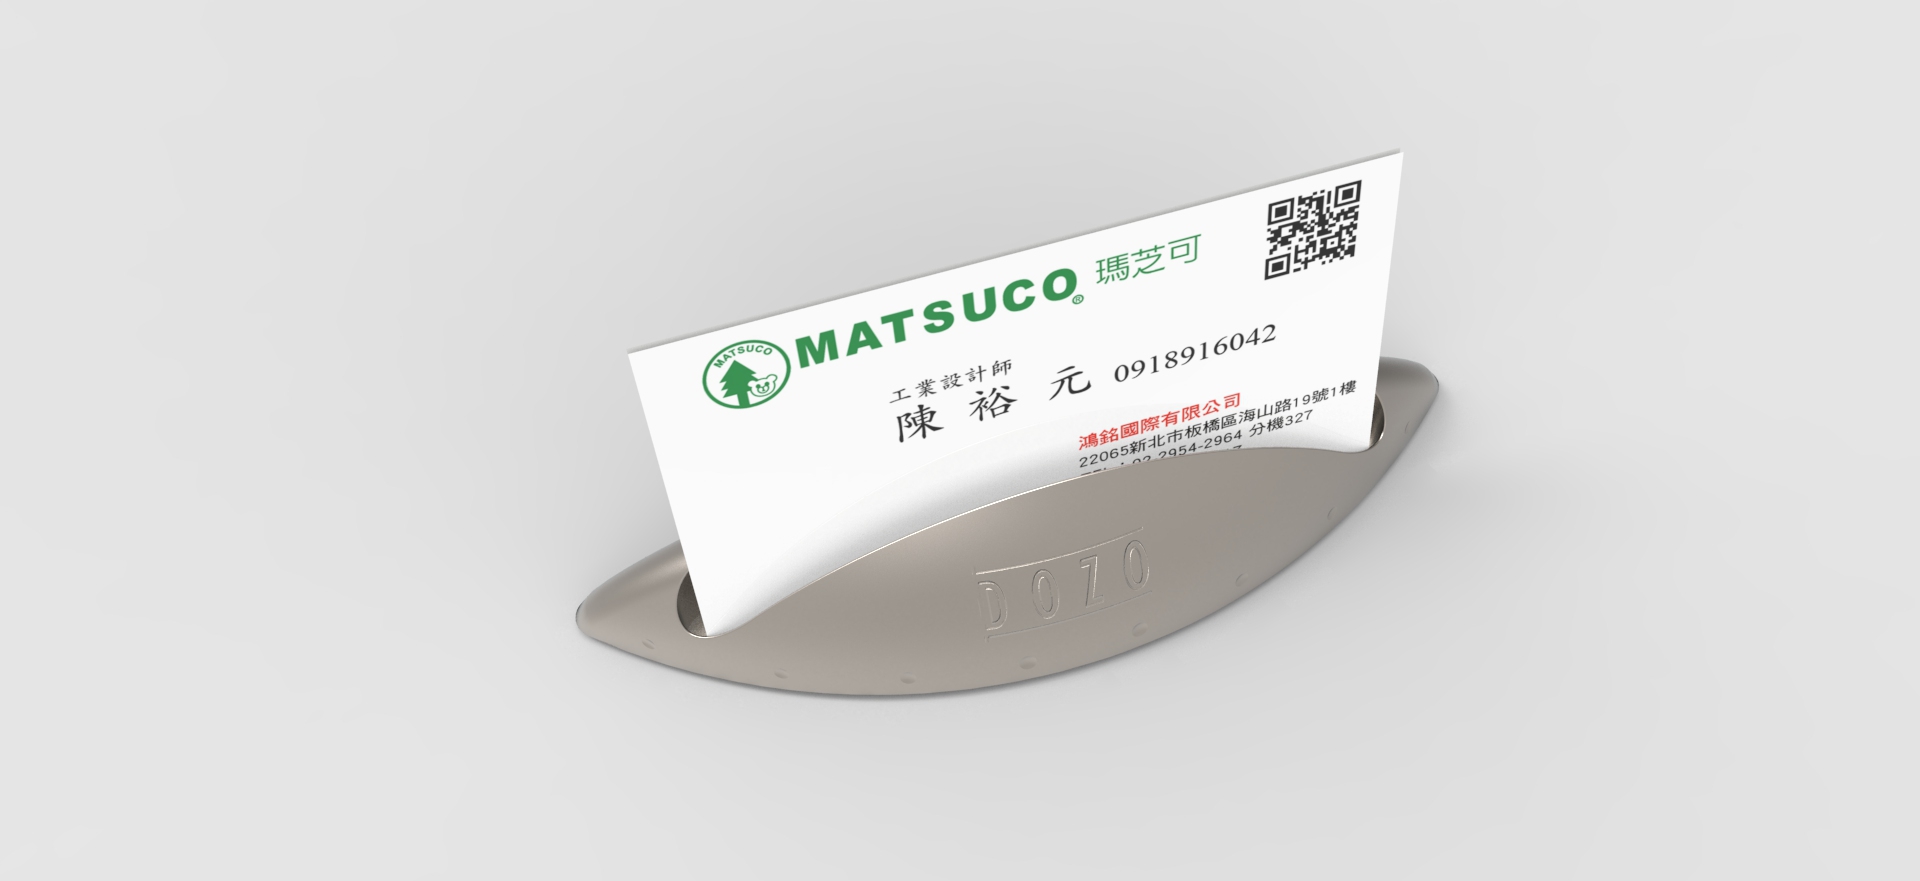 MATSUCO
MATSUCO® 瑪芝可
工業設計師
陳裕元 0918916042
鴻銘國際有限公司
22065新北市板橋區海山路19號1樓
02-2954-2964 分機327
DOZO